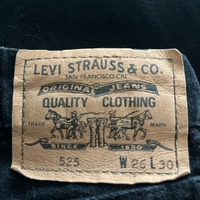 LEVI STRAUSS & CO.
SAN FRANCISCO CAL
ORIGINAL JEANS
QUALITY CLOTHING
TRADE MARK
SINCE 1850
525 W 26 L 30